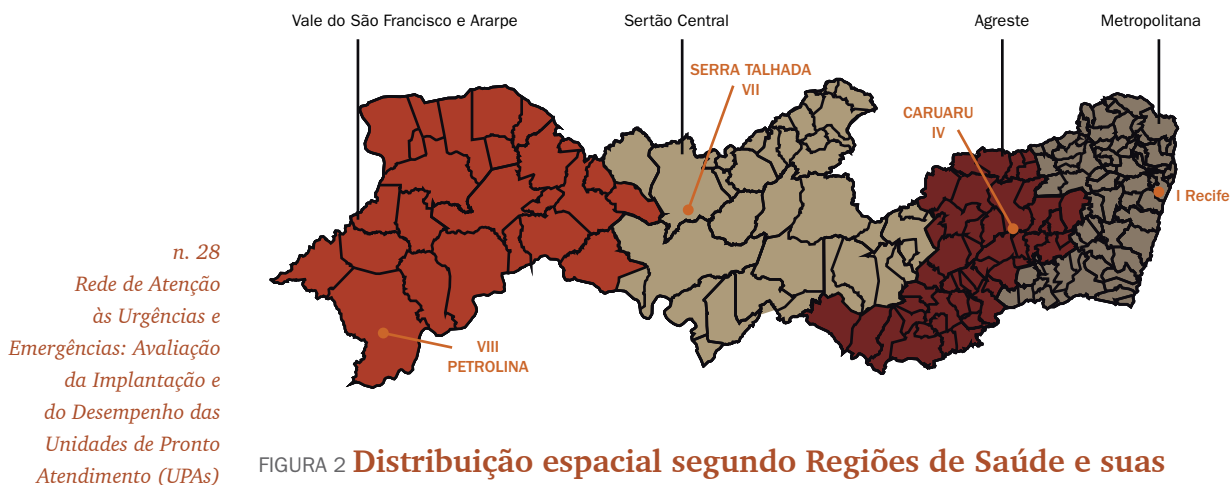 Vale do São Francisco e Ararpe
Sertão Central
Agreste
Metropolitana
SERRA TALHADA
VII
CARUARU
IV
I Recife
VIII
PETROLINA
n. 28
Rede de Atenção
às Urgências e
Emergências: Avaliação
da Implantação e
do Desempenho das
Unidades de Pronto
Atendimento (UPAs)
FIGURA 2 Distribuição espacial segundo Regiões de Saúde e suas